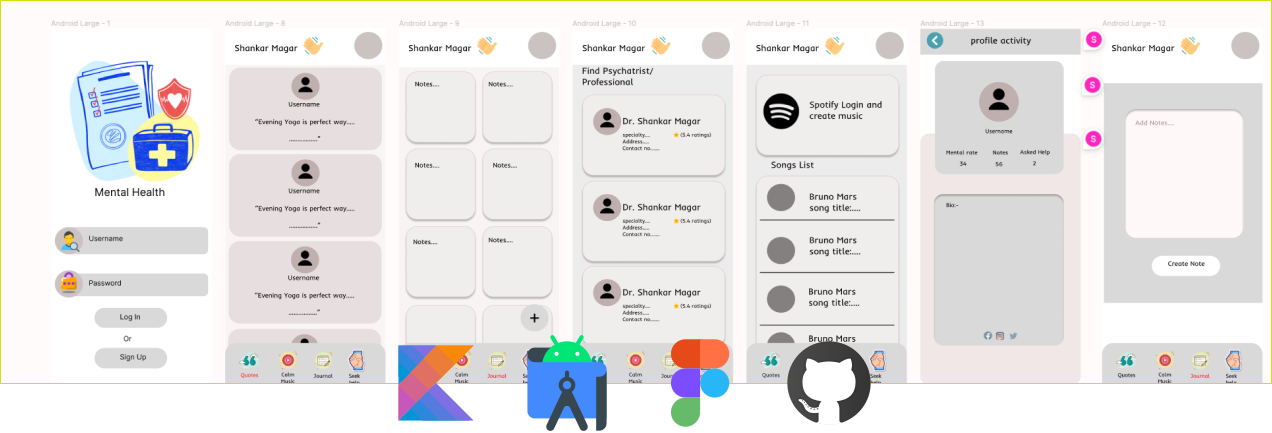 Android Large - 1
Mental Health
Username
Password
Log In
Or
Sign Up
Android Large - 8
Shankar Magar
Username
“Evening Yoga is perfect way.....
..................”
Username
“Evening Yoga is perfect way.....
..................”
Username
“Evening Yoga is perfect way.....
..................”
Quotes
Calm
Music
Journal
Seek
help
Android Large - 9
Shankar Magar
Notes....
Notes....
Notes....
Notes....
Notes....
Notes....
+
Calm
Music
Journal
Seek
help
Android Large - 10
Shankar Magar
Find Psychatrist/
Professional
Dr. Shankar Magar
specialty....
(5.4 ratings)
Address.....
Contact no.......
Dr. Shankar Magar
specialty....
(5.4 ratings)
Address.....
Contact no.......
Dr. Shankar Magar
specialty....
(5.4 ratings)
Address.....
Contact no.......
Calm
Music
Android Large - 11
Shankar Magar
Spotify Login and
create music
Songs List
Bruno Mars
song title:....
Bruno Mars
song title:....
Bruno Mars
song title:....
Bruno Mars
Quotes
Seek
help
Android Large - 13
profile activity
Username
Mental rate
Notes
Asked Help
34
56
2
Bio:-
S
S
S
Android Large - 12
Shankar Magar
Add Notes....
Create Note
Quotes
Calm
Music
Journal
Seek
help